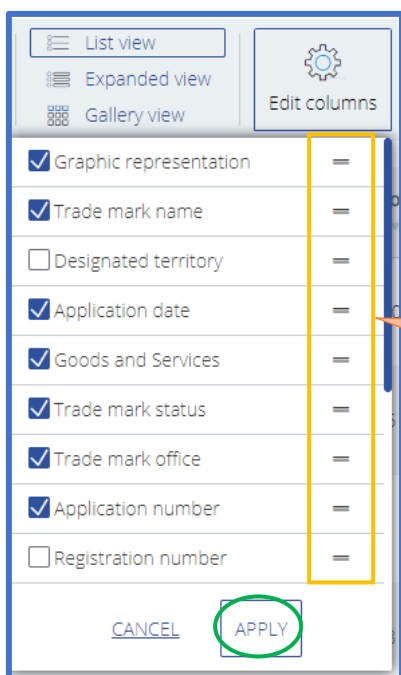 List view
Expanded view
Gallery view
Edit columns
Graphic representation
Trade mark name
Designated territory
Application date
Goods and Services
Trade mark status
Trade mark office
Application number
Registration number
CANCEL APPLY